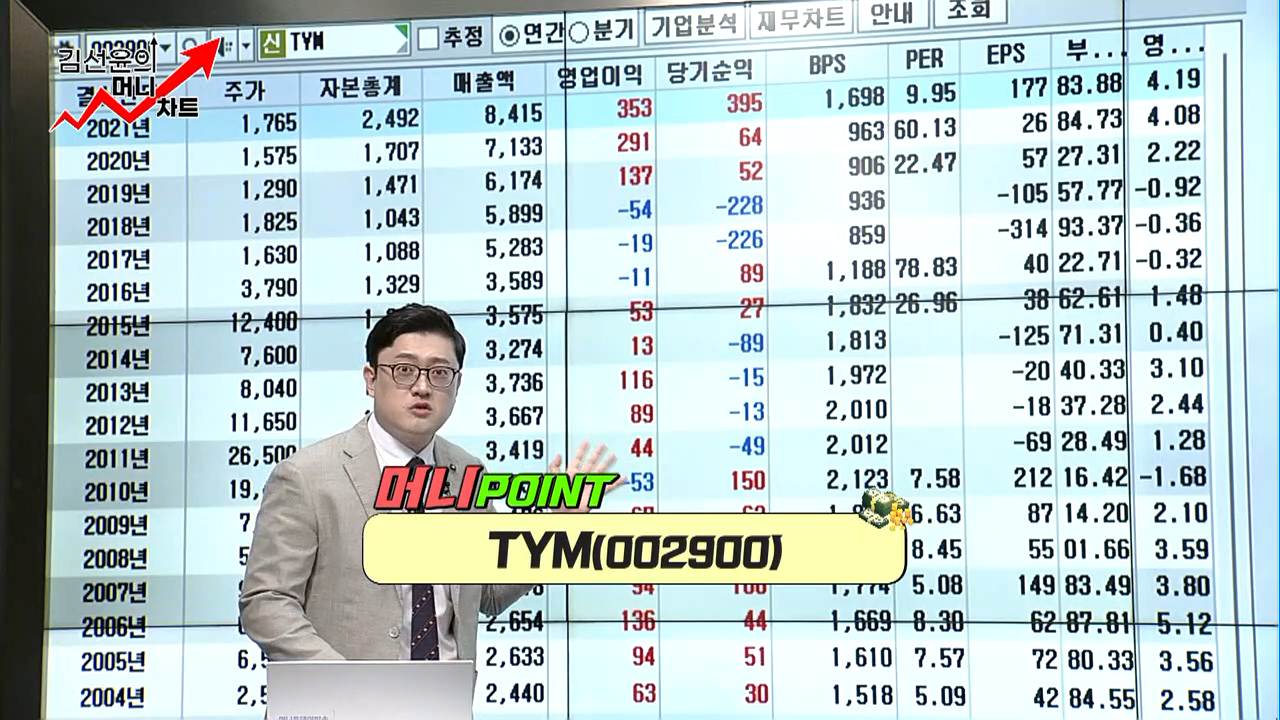 김선윤의
머니
차트
신 TYM 추정 연간 분기 기업분석 재무차트 안내 조회
주가 자본총계 매출액 영업이익 당기순익 BPS PER EPS 부... 영...
2021년 1,765 2,492 8,415 353 395 1,698 9.95 177 83.88 4.19
2020년 1,575 1,707 7,133 291 64 963 60.13 26 84.73 4.08
2019년 1,290 1,471 6,174 137 52 906 22.47 57 27.31 2.22
2018년 1,825 1,043 5,899 -54 -228 936 -105 57.77 -0.92
2017년 1,630 1,088 5,283 -19 -226 859 -314 93.37 -0.36
2016년 3,790 1,329 3,589 -11 89 1,188 78.83 40 22.71 -0.32
2015년 12,400 3,575 53 27 1,832 26.96 38 62.61 1.48
2014년 7,600 3,274 13 -89 1,813 -125 71.31 0.40
2013년 8,040 3,736 116 -15 1,972 -20 40.33 3.10
2012년 11,650 3,667 89 -13 2,010 -18 37.28 2.44
2011년 26,500 3,419 44 -49 2,012 -69 28.49 1.28
2010년 -53 150 2,123 7.58 212 16.42 -1.68
2009년 6.63 87 14.20 2.10
2008년 8.45 55 01.66 3.59
2007년 94 5.08 149 83.49 3.80
2006년 2,654 136 44 1,669 8.30 62 87.81 5.12
2005년 2,633 94 51 1,610 7.57 72 80.33 3.56
2004년 2,440 63 30 1,518 5.09 42 84.55 2.58
머니POINT
TYM(002900)